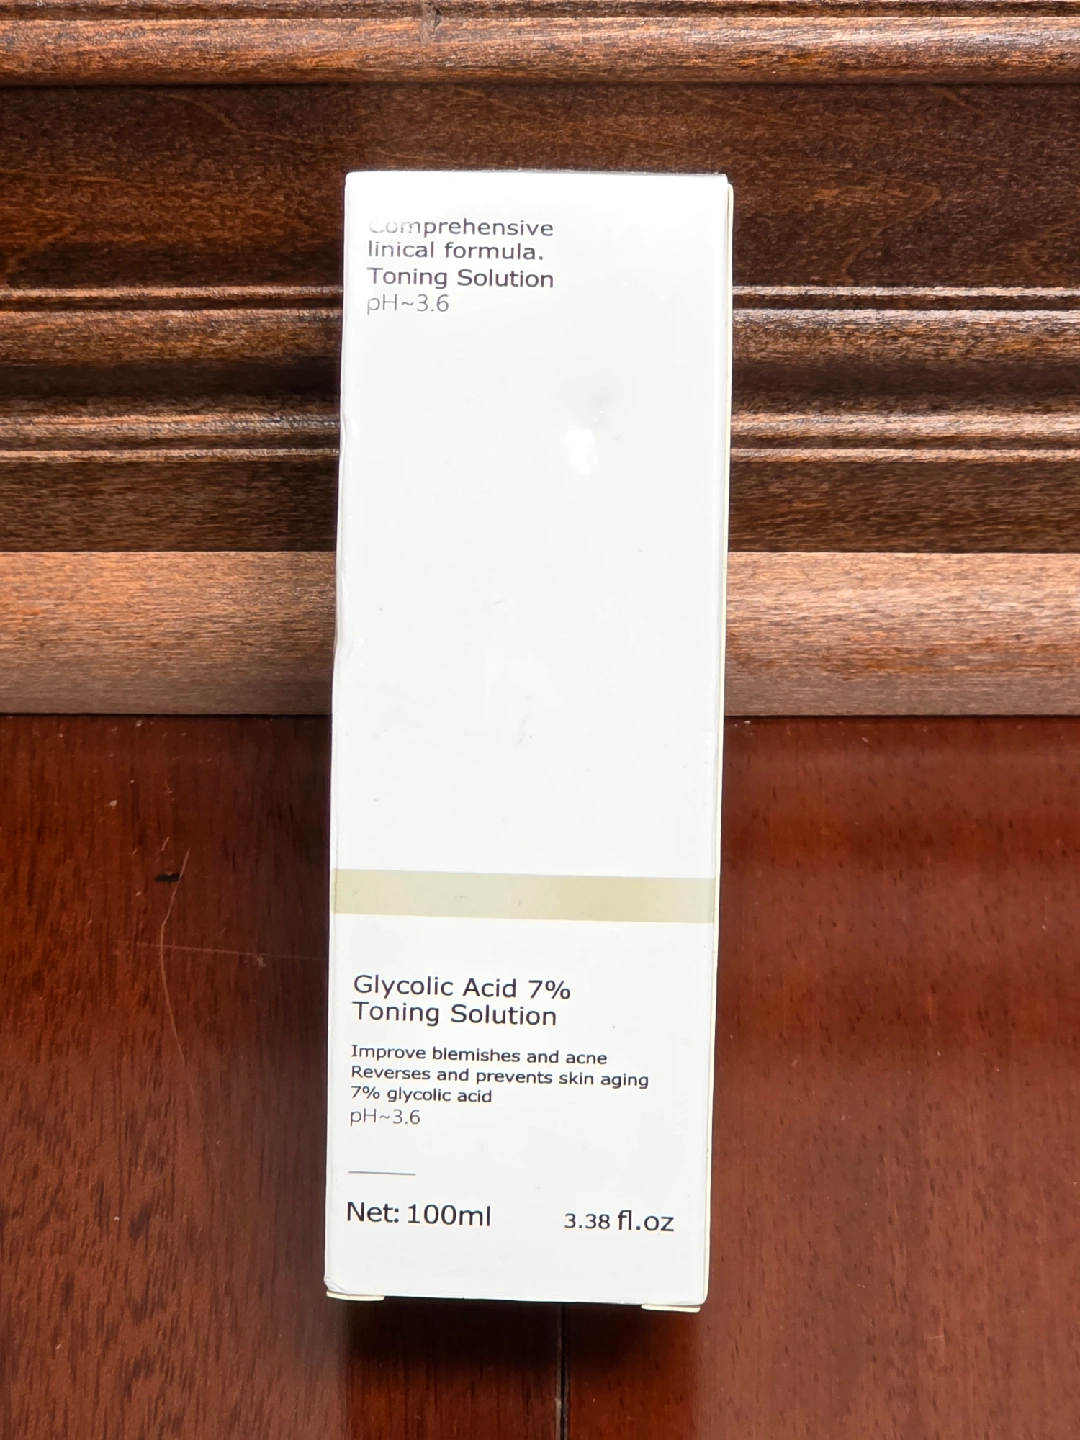 Comprehensive
linical formula.
Toning Solution
pH~3.6
Glycolic Acid 7%
Toning Solution
Improve blemishes and acne
Reverses and prevents skin aging
7% glycolic acid
pH~3.6
Net: 100ml 3.38 fl.oz